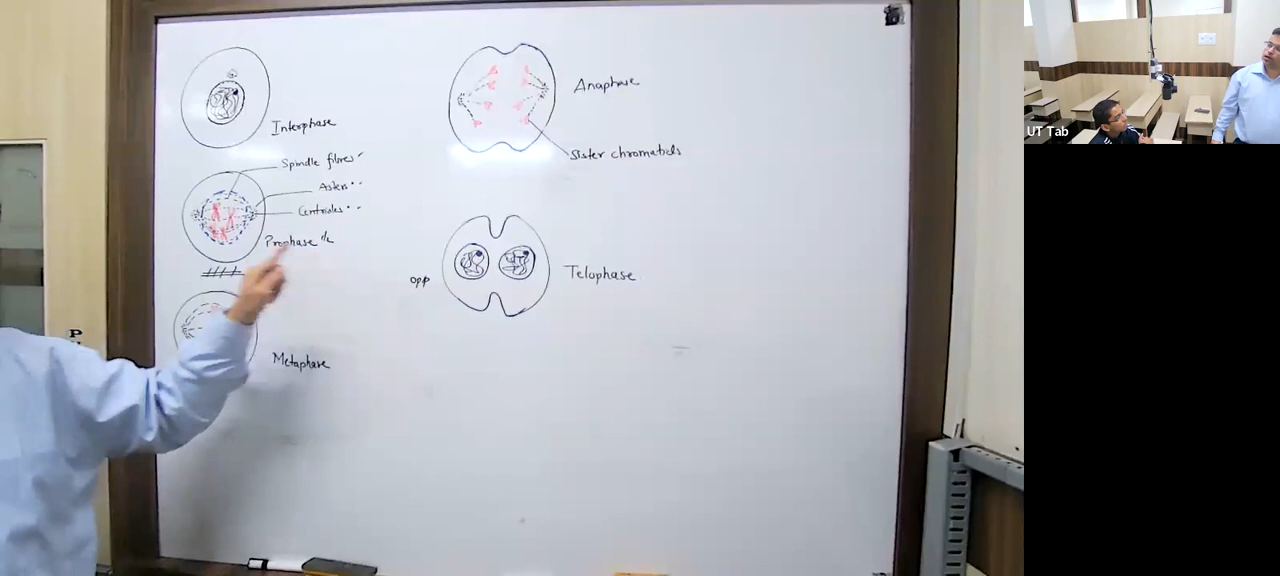 Interphase
Spindle fibres
Asters
Centrioles
Prophase
Metaphase
Anaphase
Sister chromatids
opp
Telophase
P
UT Tab